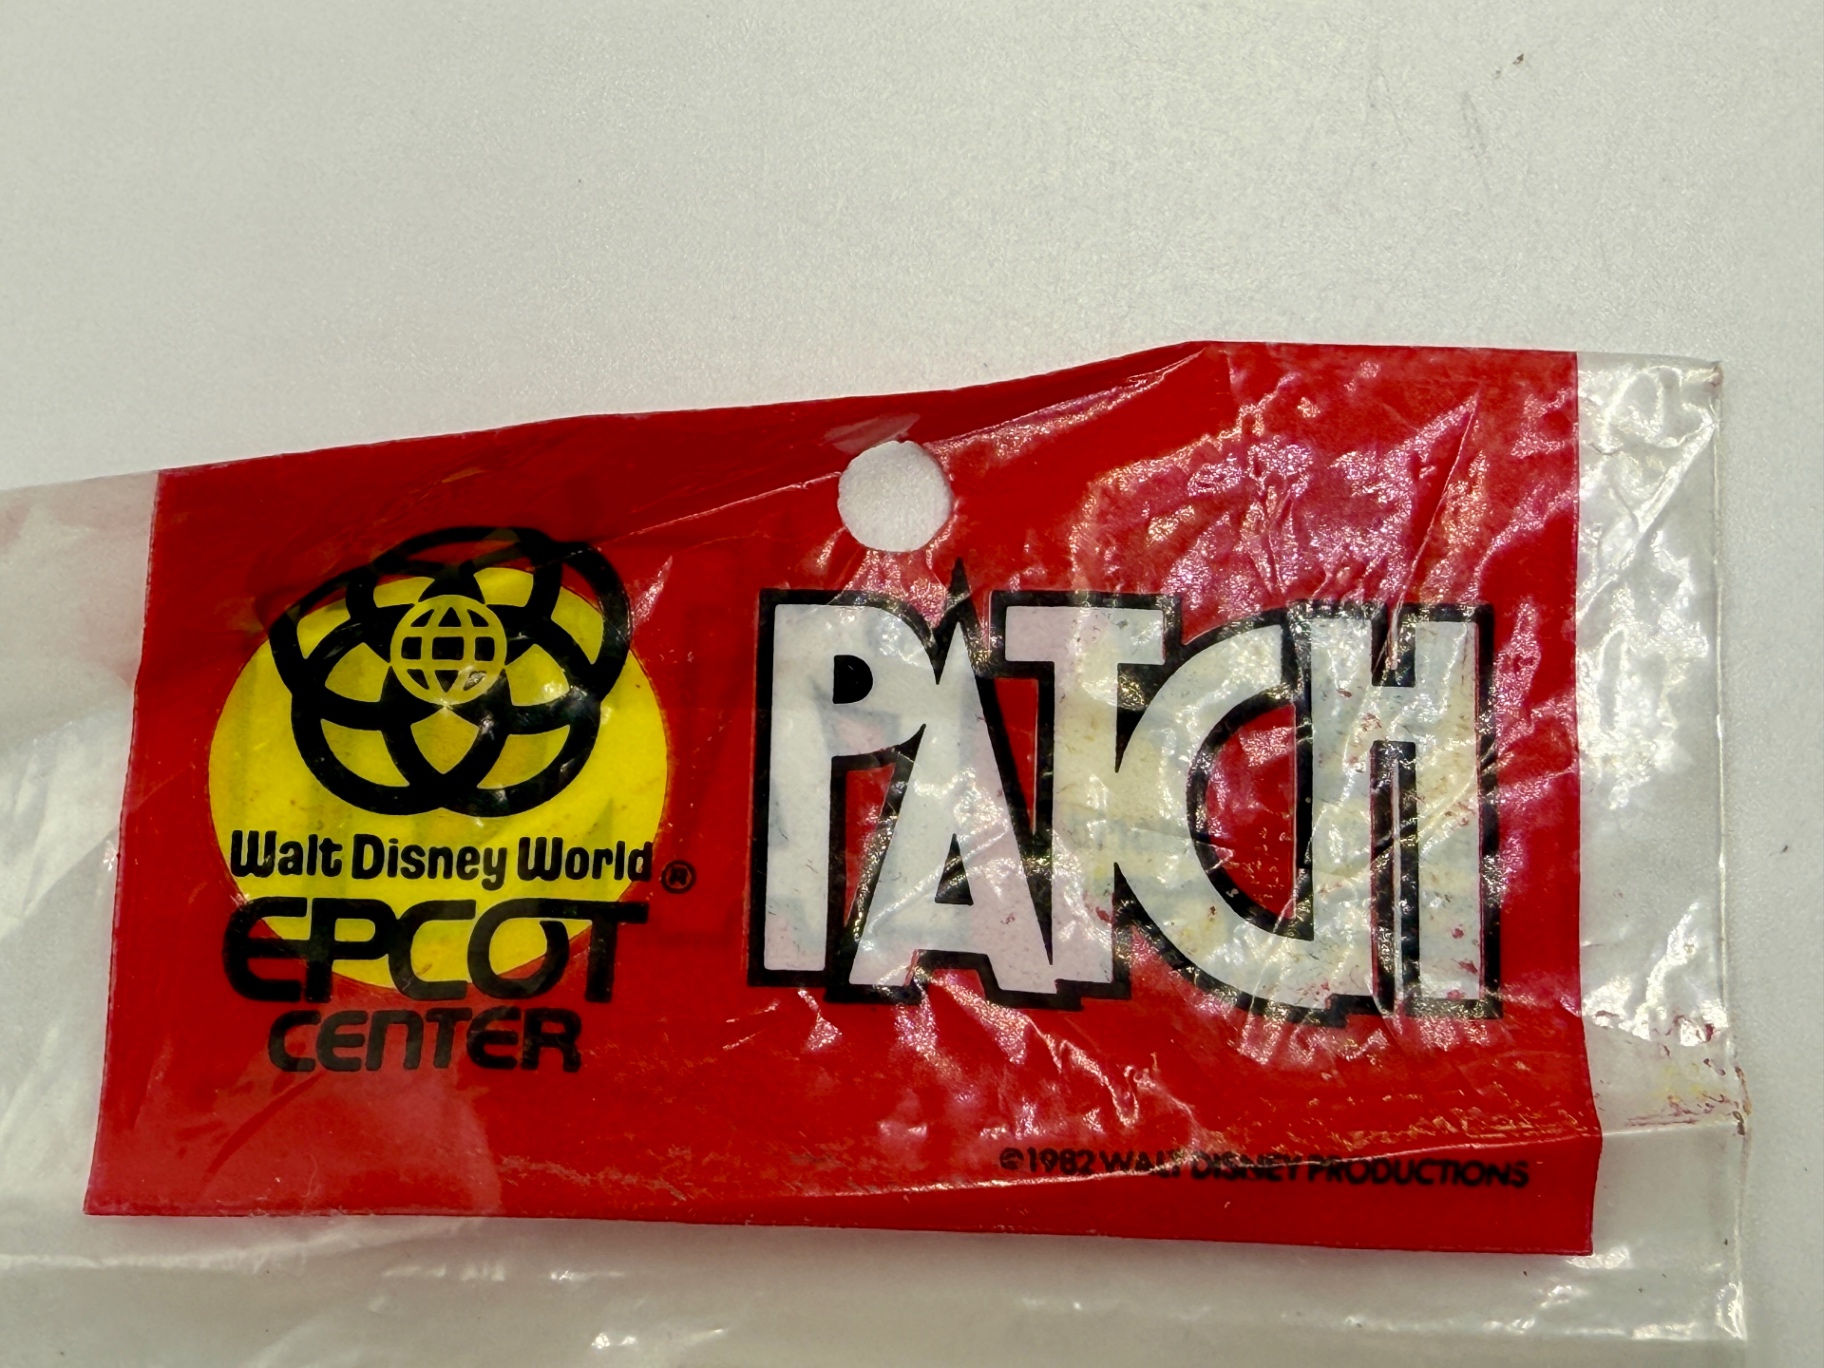 Walt Disney World®
EPCOT
CENTER
PATCH
©1982 WALT DISNEY PRODUCTIONS